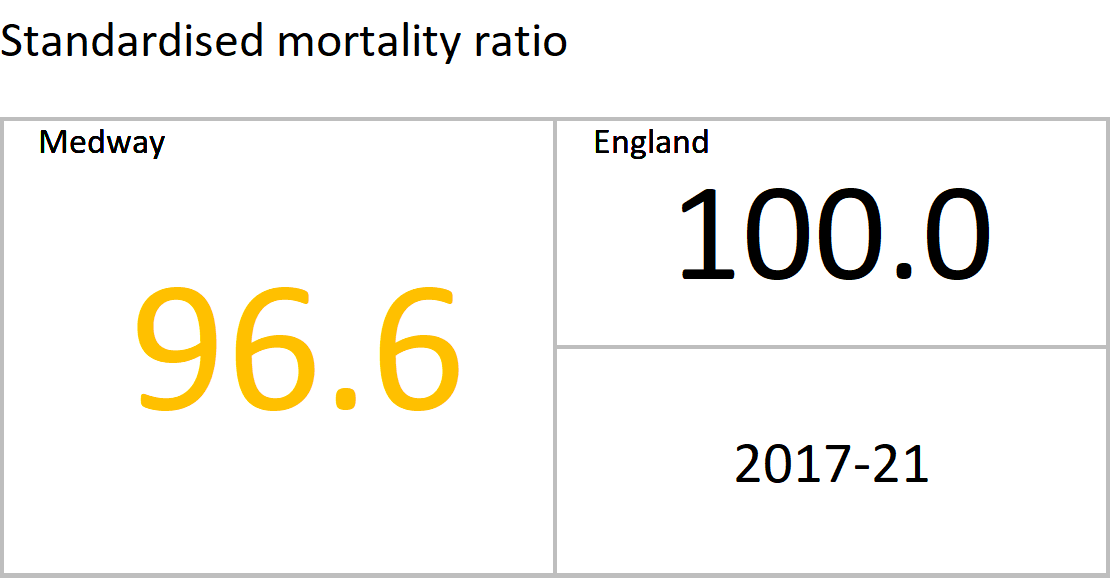 Standardised mortality ratio
Medway
96.6
England
100.0
2017-21